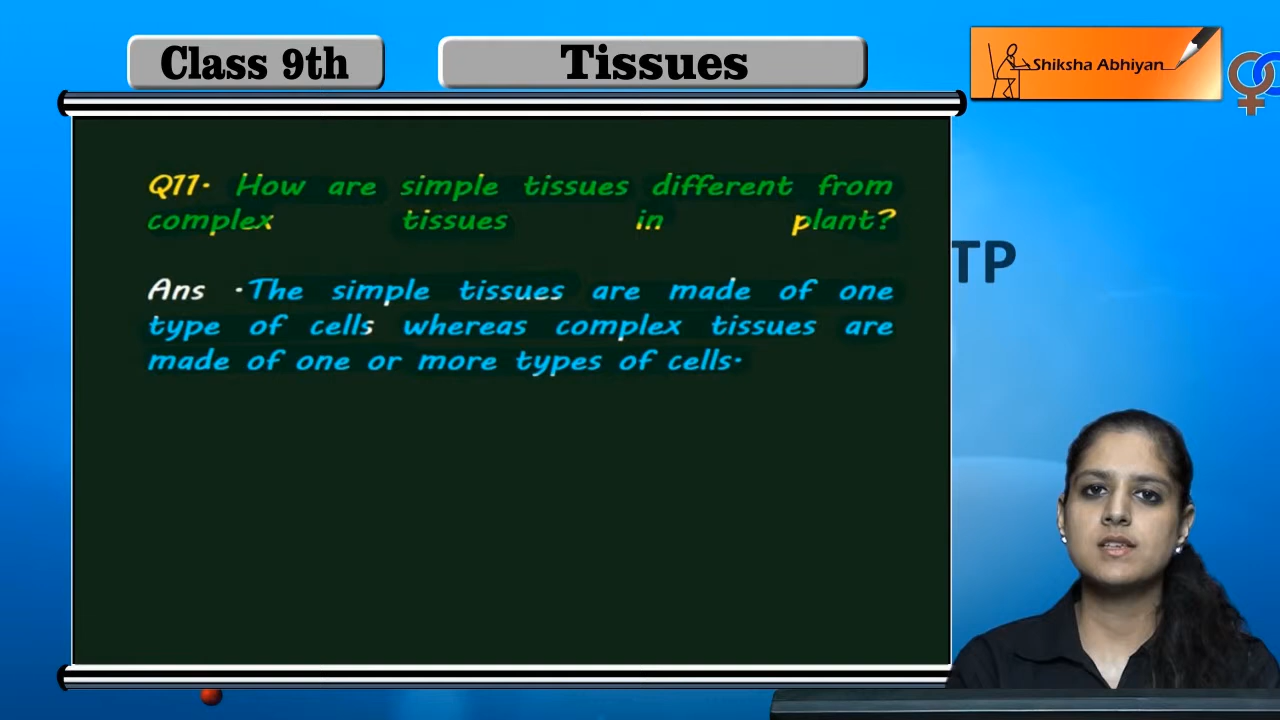 Class 9th
Tissues
Shiksha Abhiyan
Q11· How are simple tissues different from
complex tissues in plant?
TP
Ans ·The simple tissues are made of one
type of cells whereas complex tissues are
made of one or more types of cells·